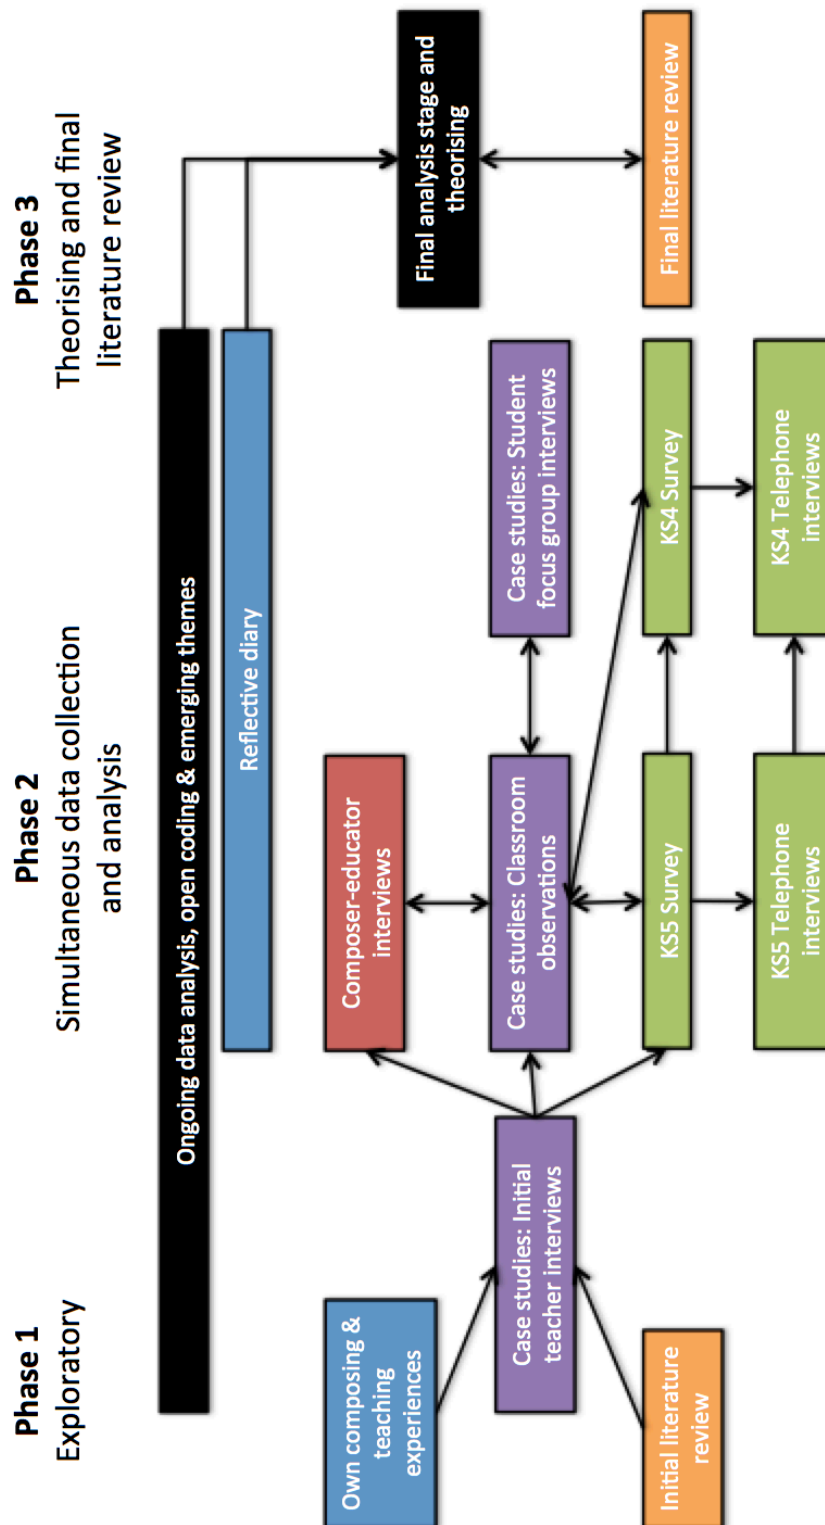 Phase 1
Exploratory
Phase 2
Simultaneous data collection
and analysis
Phase 3
Theorising and final
literature review
Ongoing data analysis, open coding & emerging themes
Reflective diary
Own composing &
teaching
experiences
Case studies: Initial
teacher interviews
Initial literature
review
Composer-educator
interviews
Case studies: Classroom
observations
KS5 Survey
KS5 Telephone
interviews
Case studies: Student
focus group interviews
KS4 Survey
KS4 Telephone
interviews
Final analysis stage and
theorising
Final literature review